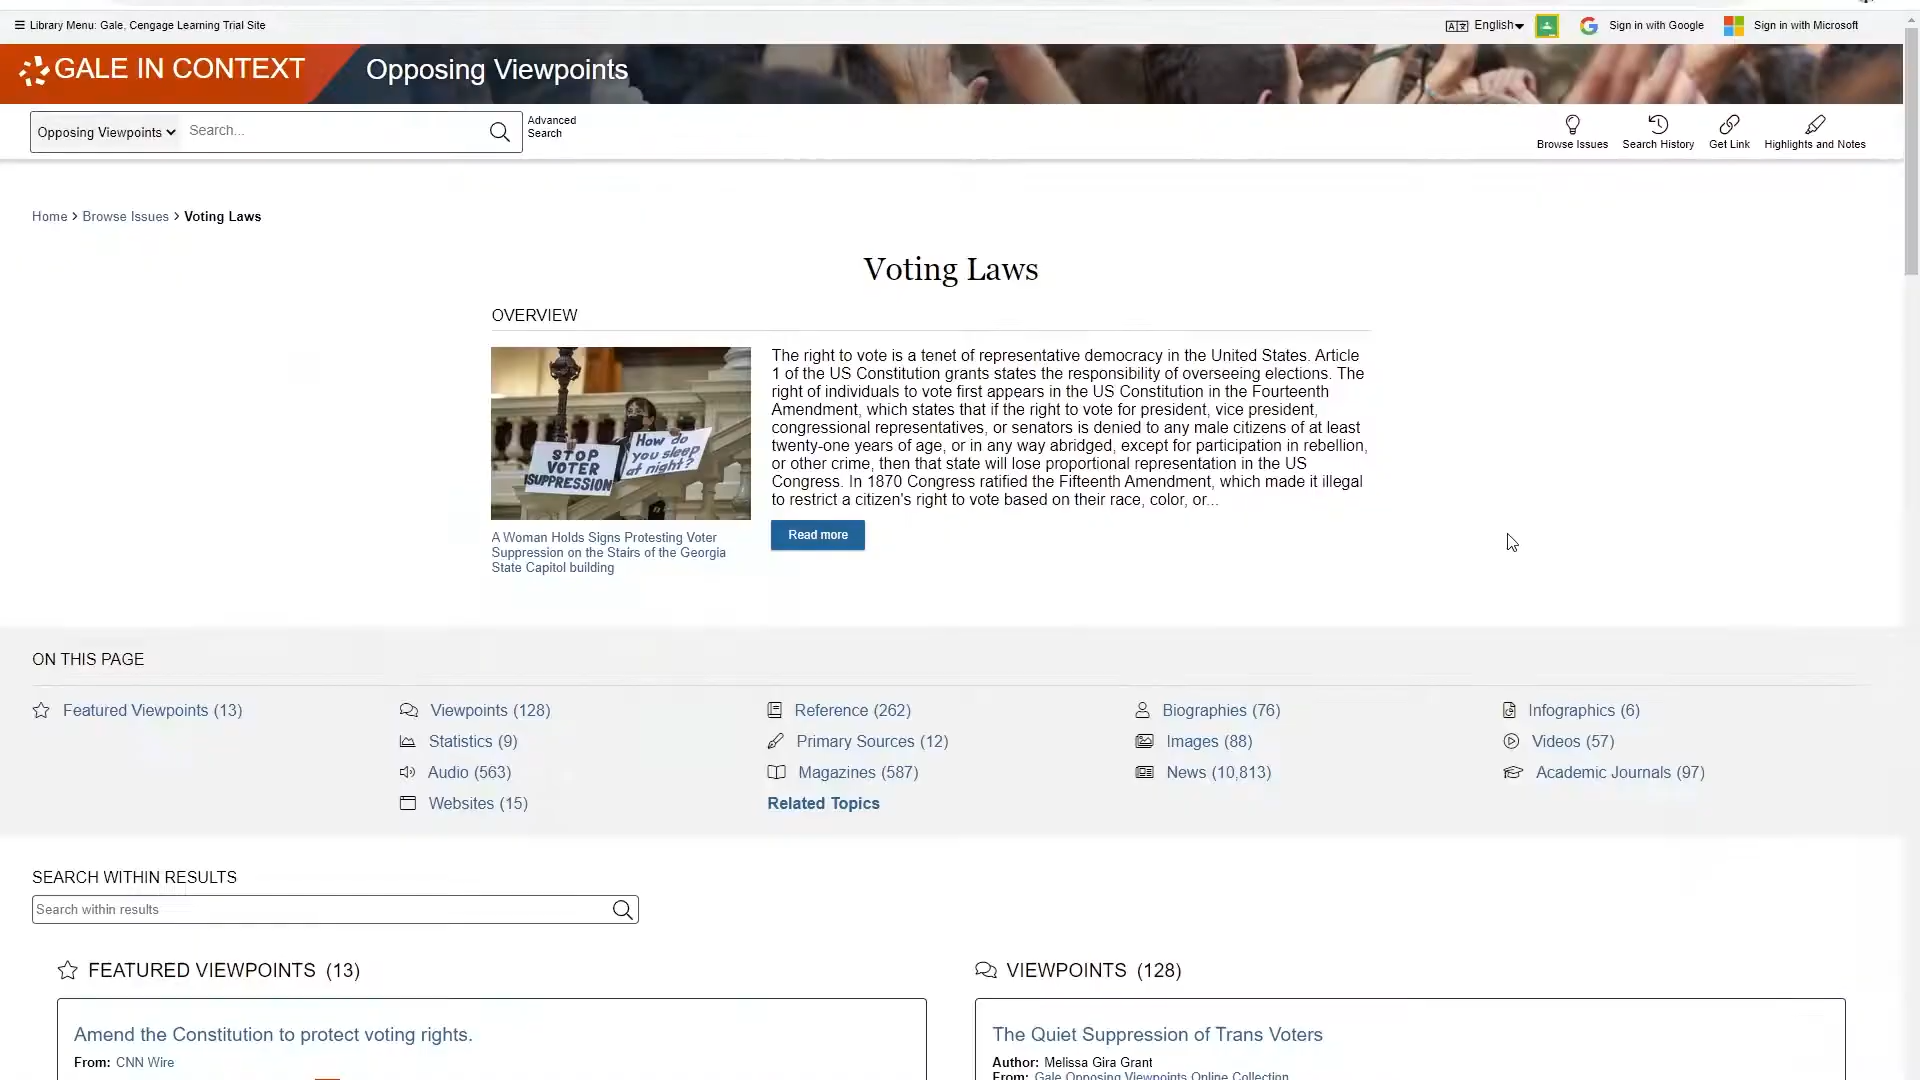 Library Menu: Gale, Cengage Learning Trial Site
English
Sign in with Google
Sign in with Microsoft
GALE IN CONTEXT
Opposing Viewpoints
Opposing Viewpoints
Search...
Advanced
Search
Browse Issues
Search History
Get Link
Highlights and Notes
Home > Browse Issues > Voting Laws
Voting Laws
OVERVIEW
STOP
VOTER
SUPPRESSION
How do
you sleep
at night?
A Woman Holds Signs Protesting Voter
Suppression on the Stairs of the Georgia
State Capitol building
The right to vote is a tenet of representative democracy in the United States. Article
1 of the US Constitution grants states the responsibility of overseeing elections. The
right of individuals to vote first appears in the US Constitution in the Fourteenth
Amendment, which states that if the right to vote for president, vice president,
congressional representatives, or senators is denied to any male citizens of at least
twenty-one years of age, or in any way abridged, except for participation in rebellion,
or other crime, then that state will lose proportional representation in the US
Congress. In 1870 Congress ratified the Fifteenth Amendment, which made it illegal
to restrict a citizen's right to vote based on their race, color, or...
Read more
ON THIS PAGE
Featured Viewpoints (13)
Viewpoints (128)
Reference (262)
Biographies (76)
Infographics (6)
Statistics (9)
Primary Sources (12)
Images (88)
Videos (57)
Audio (563)
Magazines (587)
News (10,813)
Academic Journals (97)
Websites (15)
Related Topics
SEARCH WITHIN RESULTS
Search within results
FEATURED VIEWPOINTS (13)
Amend the Constitution to protect voting rights.
From: CNN Wire
VIEWPOINTS (128)
The Quiet Suppression of Trans Voters
Author: Melissa Gira Grant
From: Gale Opposing Viewpoints Online Collection